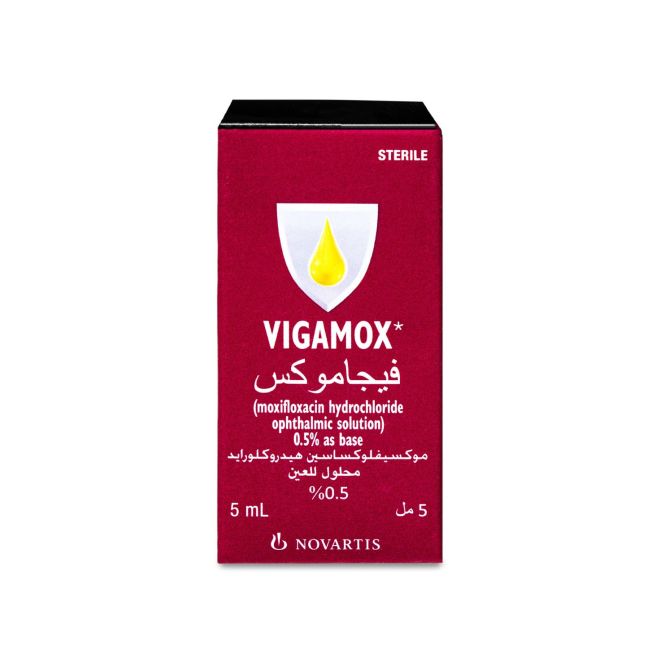 STERILE
VIGAMOX*
فيجاموكس
(moxifloxacin hydrochloride
ophthalmic solution)
0.5% as base
موكسيفلوكساسين هيدروكلورايد
محلول للعين
%0.5
5 mL
5 مل
NOVARTIS